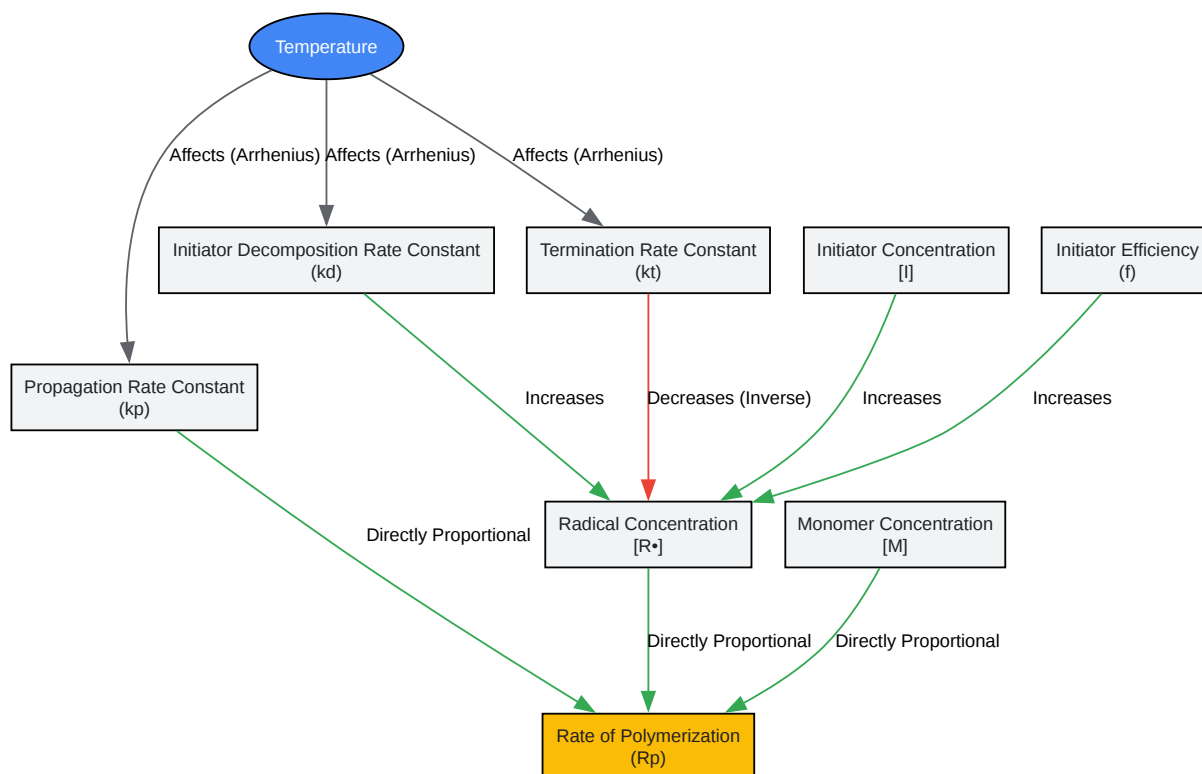 Temperature
Affects (Arrhenius)
Affects (Arrhenius)
Affects (Arrhenius)
Initiator Decomposition Rate Constant
(kd)
Termination Rate Constant
(kt)
Initiator Concentration
[I]
Initiator Efficiency
(f)
Propagation Rate Constant
(kp)
Increases
Decreases (Inverse)
Increases
Increases
Directly Proportional
Radical Concentration
[R•]
Monomer Concentration
[M]
Directly Proportional
Directly Proportional
Rate of Polymerization
(Rp)